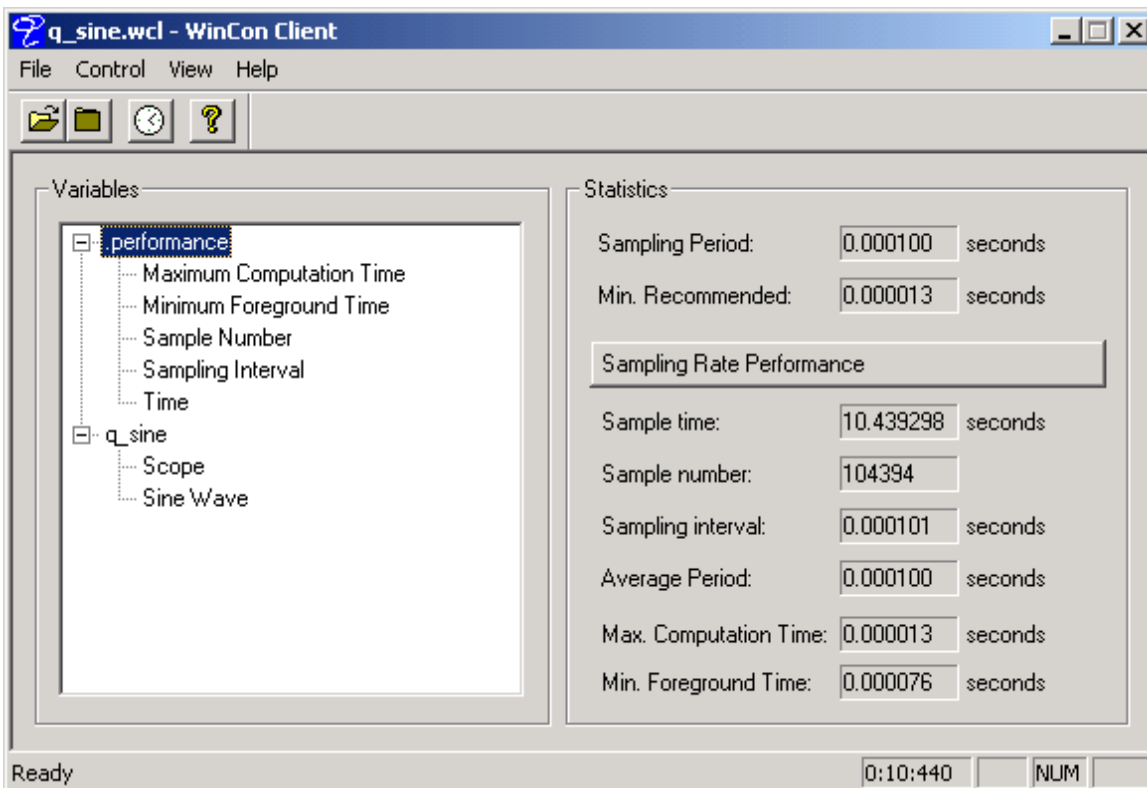 q_sine.wcl - WinCon Client
File Control View Help
Variables
.performance
Maximum Computation Time
Minimum Foreground Time
Sample Number
Sampling Interval
Time
q_sine
Scope
Sine Wave
Statistics
Sampling Period: 0.000100 seconds
Min. Recommended: 0.000013 seconds
Sampling Rate Performance
Sample time: 10.439298 seconds
Sample number: 104394
Sampling interval: 0.000101 seconds
Average Period: 0.000100 seconds
Max. Computation Time: 0.000013 seconds
Min. Foreground Time: 0.000076 seconds
Ready 0:10:440 NUM